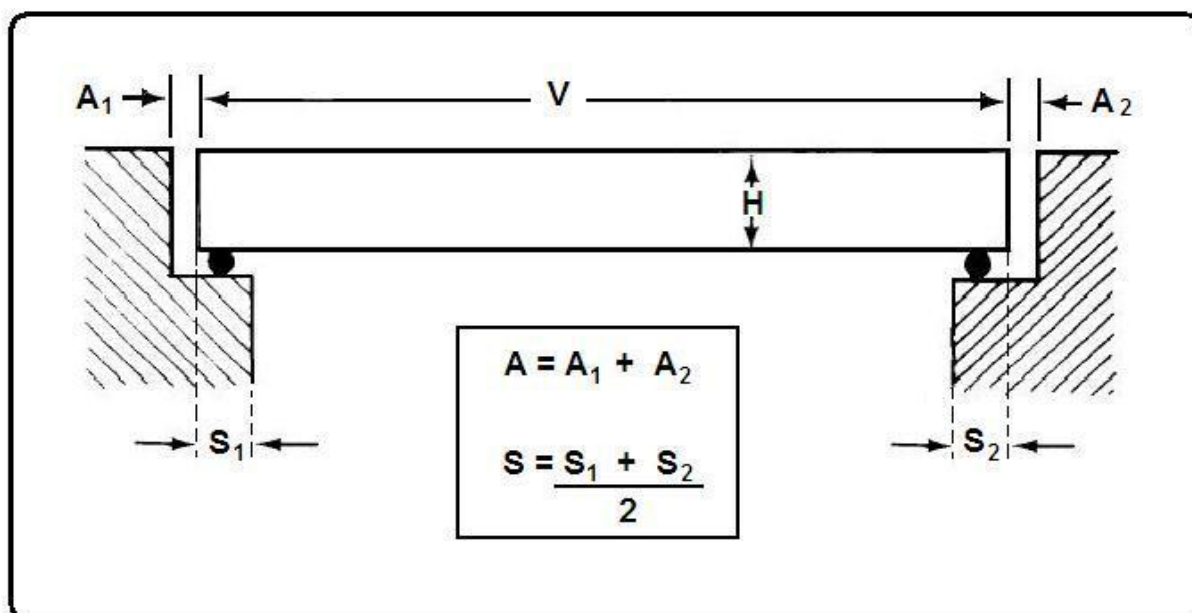 A₁ V A₂
H
A = A₁ + A₂
S₁ S = S₁ + S₂ S₂
2